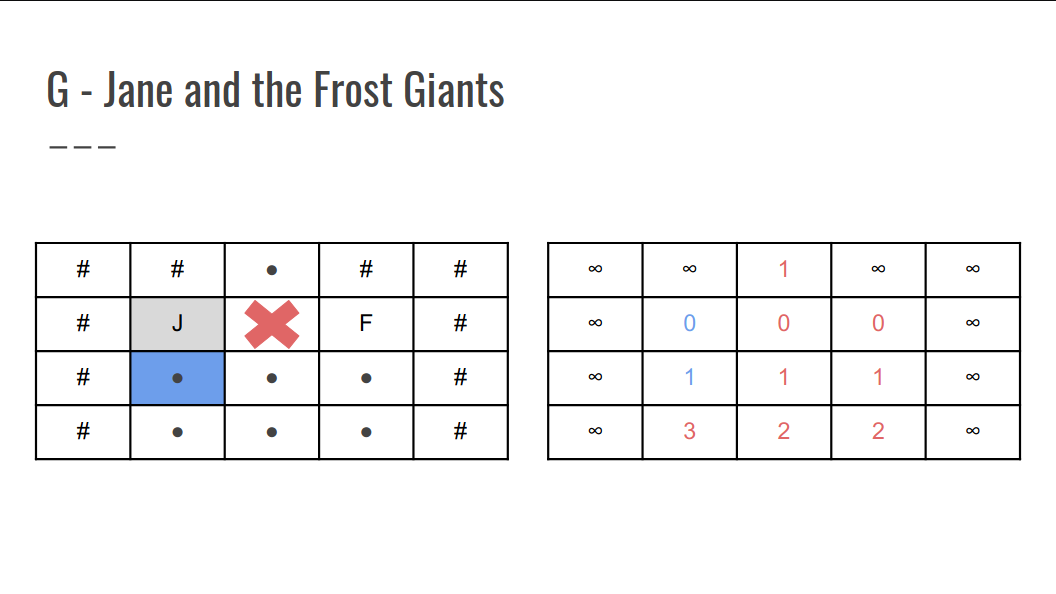 G - Jane and the Frost Giants
# # ● # # ∞ ∞ 1 ∞ ∞
# J F # ∞ 0 0 0 ∞
# ● ● ● # ∞ 1 1 1 ∞
# ● ● ● # ∞ 3 2 2 ∞